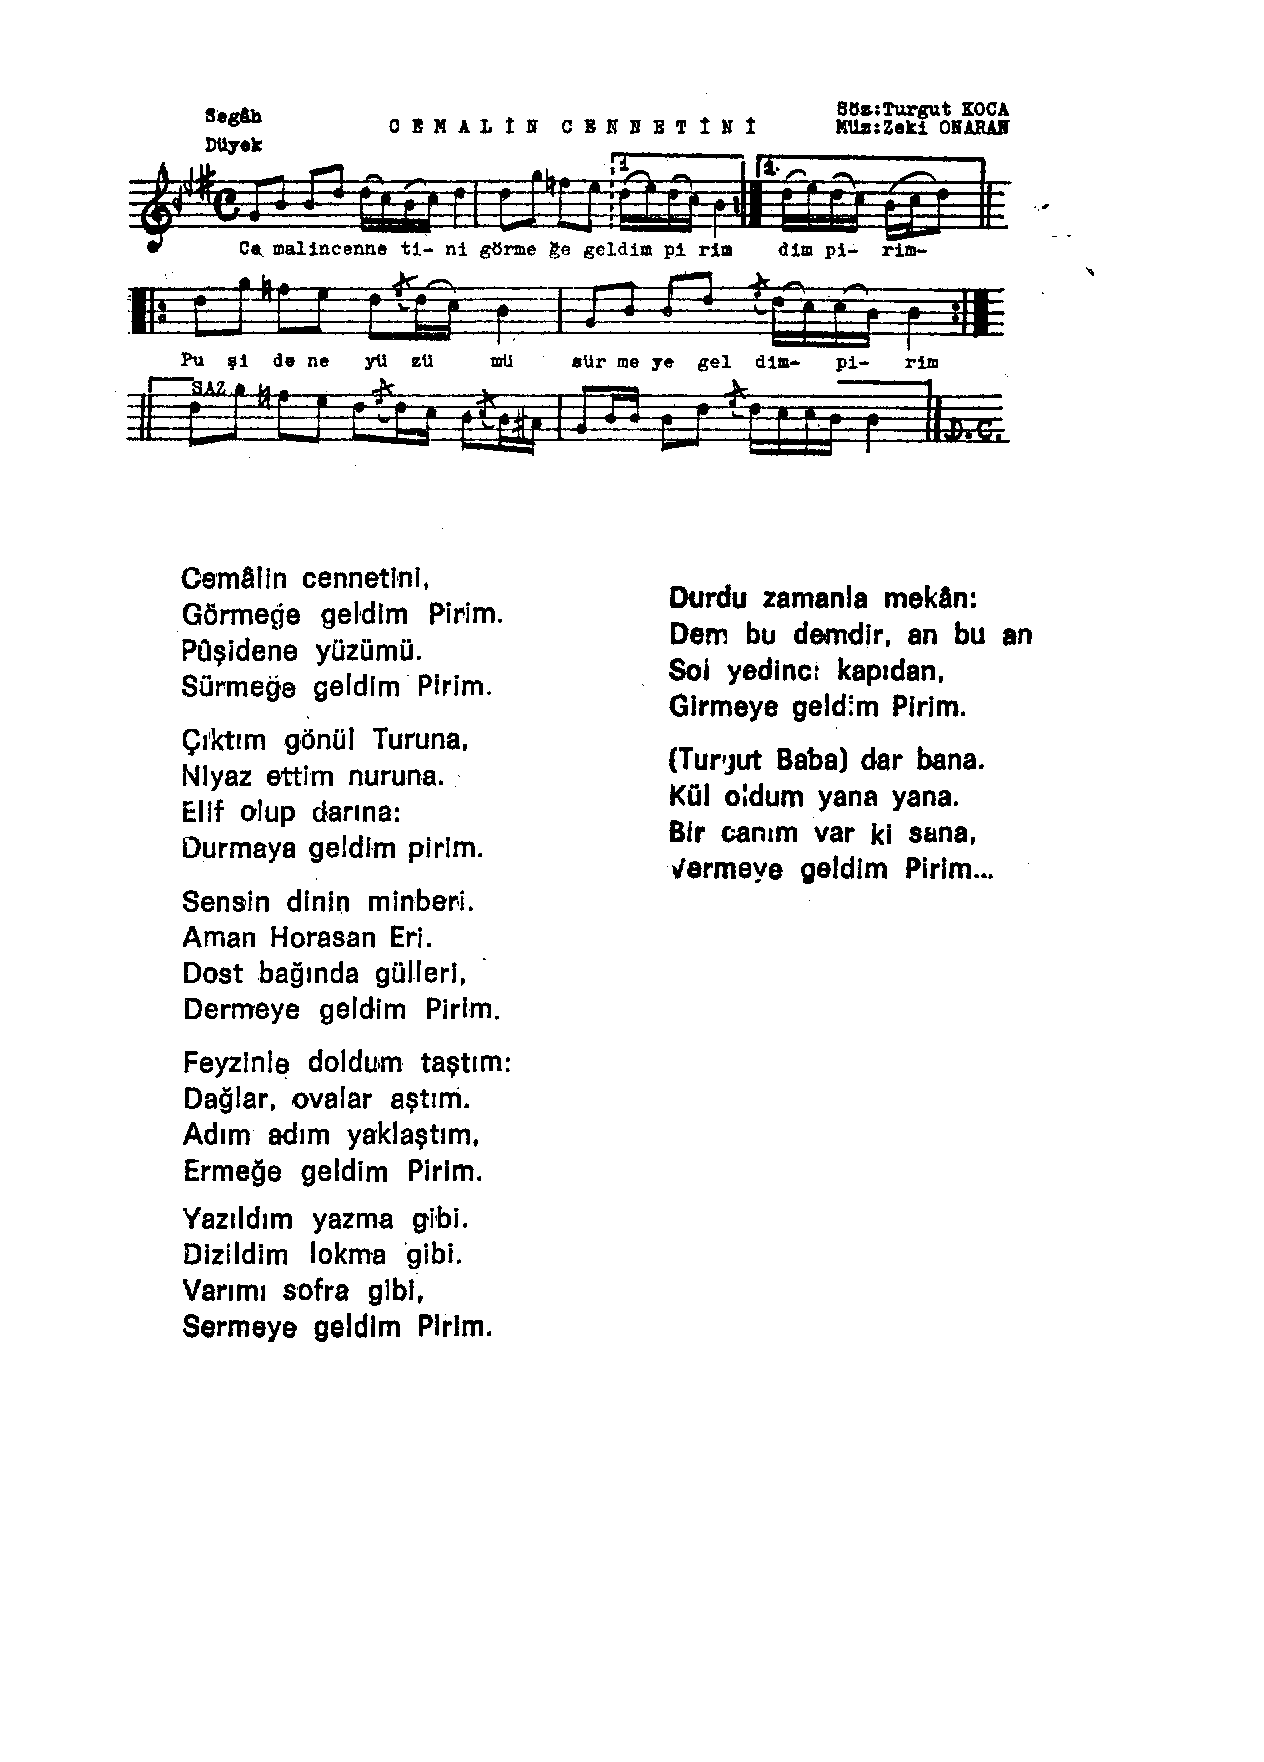 Segâh
Düyek
CEMALİN CENNETİNİ
Söz:Turgut KOCA
Müz:Zeki ONARAN
1
1.
Ce malincenne ti- ni görme ğe geldim pi rim dim pi- rim-
Pu şi de ne yü zü mü sür me ye gel dim- pi- rim
SAZ
D.C.
Cemâlin cennetini,
Görmeğe geldim Pirim.
Pûşidene yüzümü.
Sürmeğe geldim Pirim.
Çıktım gönül Turuna,
Niyaz ettim nuruna.
Elif olup darına:
Durmaya geldim pirim.
Sensin dinin minberi.
Aman Horasan Eri.
Dost bağında gülleri,
Dermeye geldim Pirim.
Feyzinle doldum taştım:
Dağlar, ovalar aştım.
Adım adım yaklaştım,
Ermeğe geldim Pirim.
Yazıldım yazma gibi.
Dizildim lokma gibi.
Varımı sofra gibi,
Sermeye geldim Pirim.
Durdu zamanla mekân:
Dem bu demdir, an bu an
Sol yedinci kapıdan,
Girmeye geldim Pirim.
(Turgut Baba) dar bana.
Kül oldum yana yana.
Bir canım var ki sana,
Vermeye geldim Pirim...